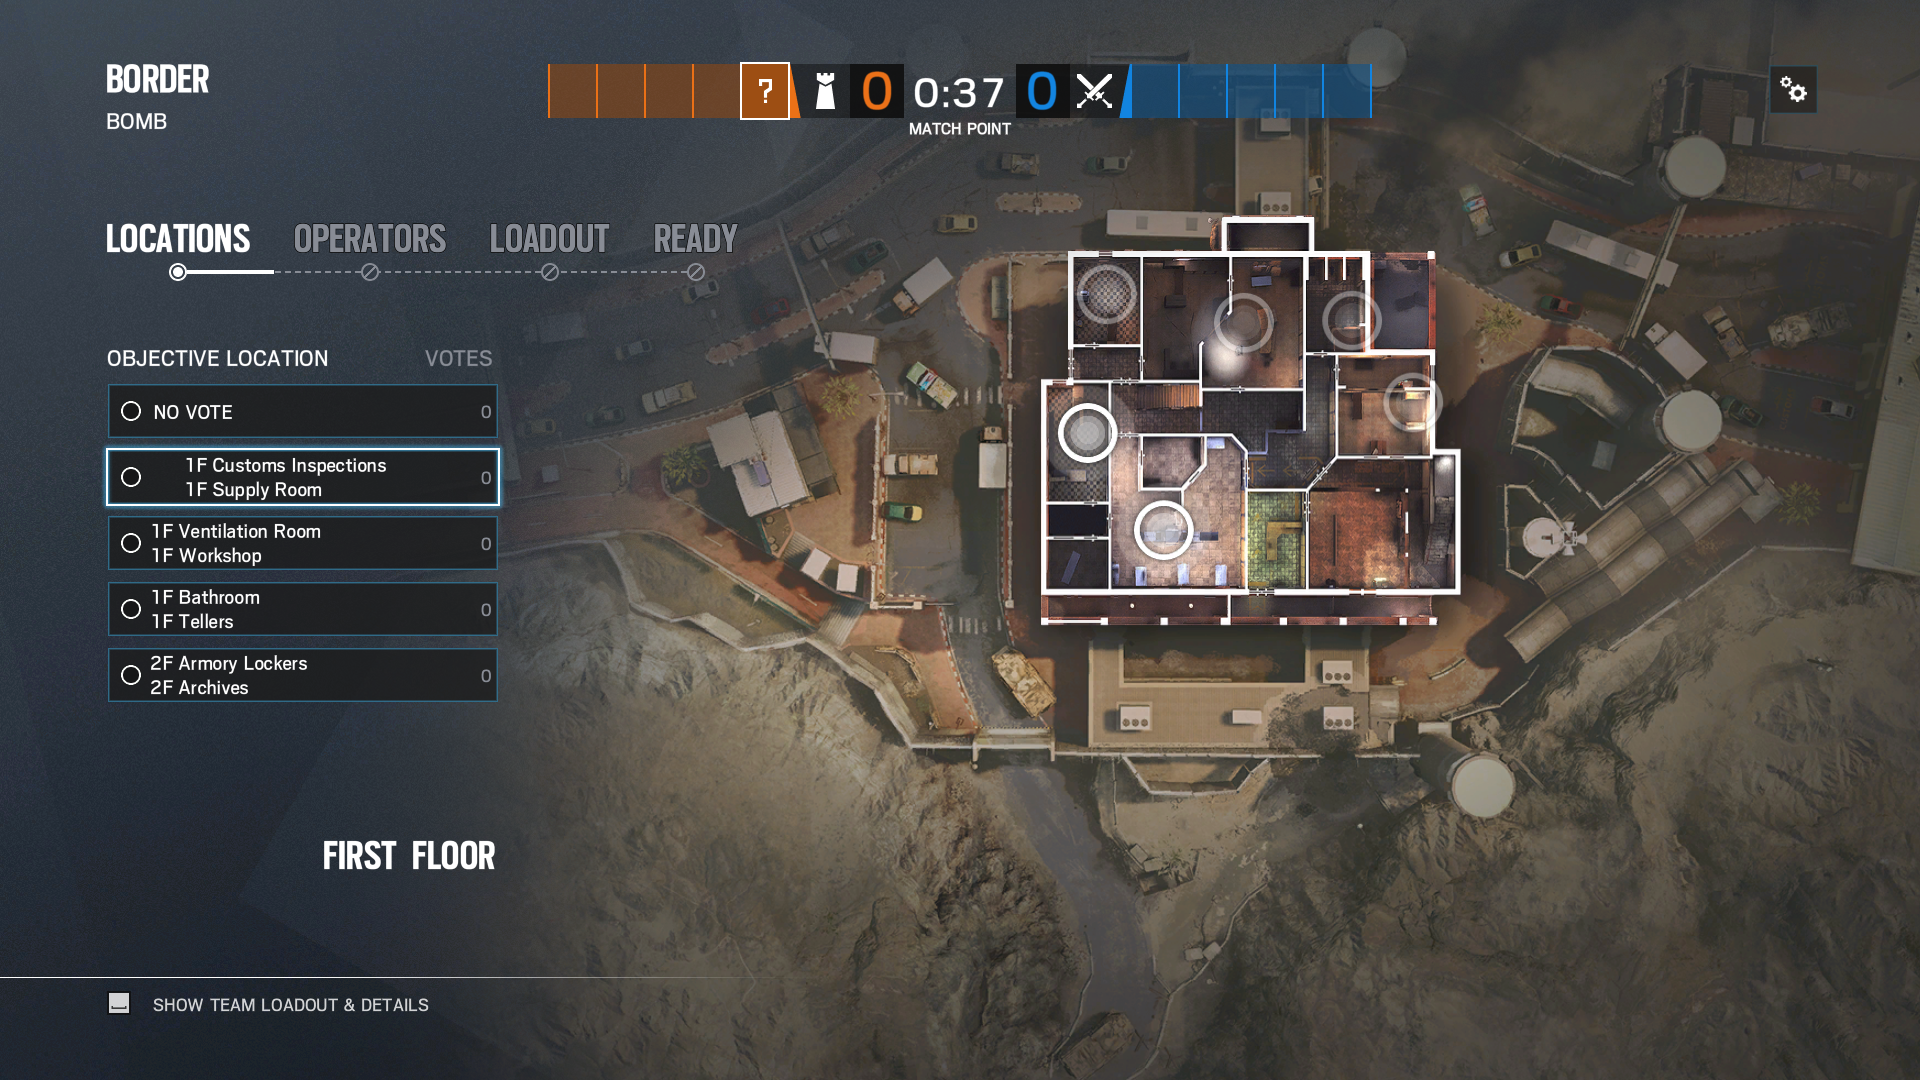 BORDER
BOMB
?
0
0:37
0
MATCH POINT
LOCATIONS
OPERATORS
LOADOUT
READY
OBJECTIVE LOCATION
VOTES
NO VOTE
0
1F Customs Inspections
1F Supply Room
0
1F Ventilation Room
1F Workshop
0
1F Bathroom
1F Tellers
0
2F Armory Lockers
2F Archives
0
FIRST FLOOR
SHOW TEAM LOADOUT & DETAILS